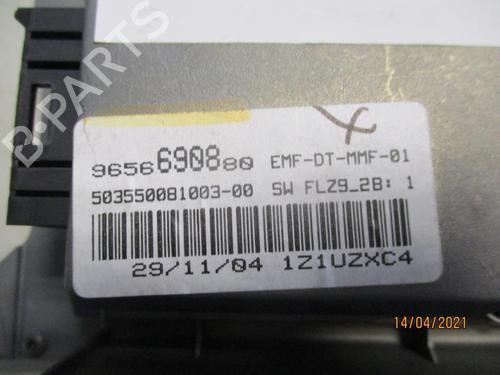 B-PARTS
9656690880 EMF-DT-MMF-01
503550081003-00 SW FLZ9_2B: 1
29/11/04 1Z1UZXC4
14/04/2021